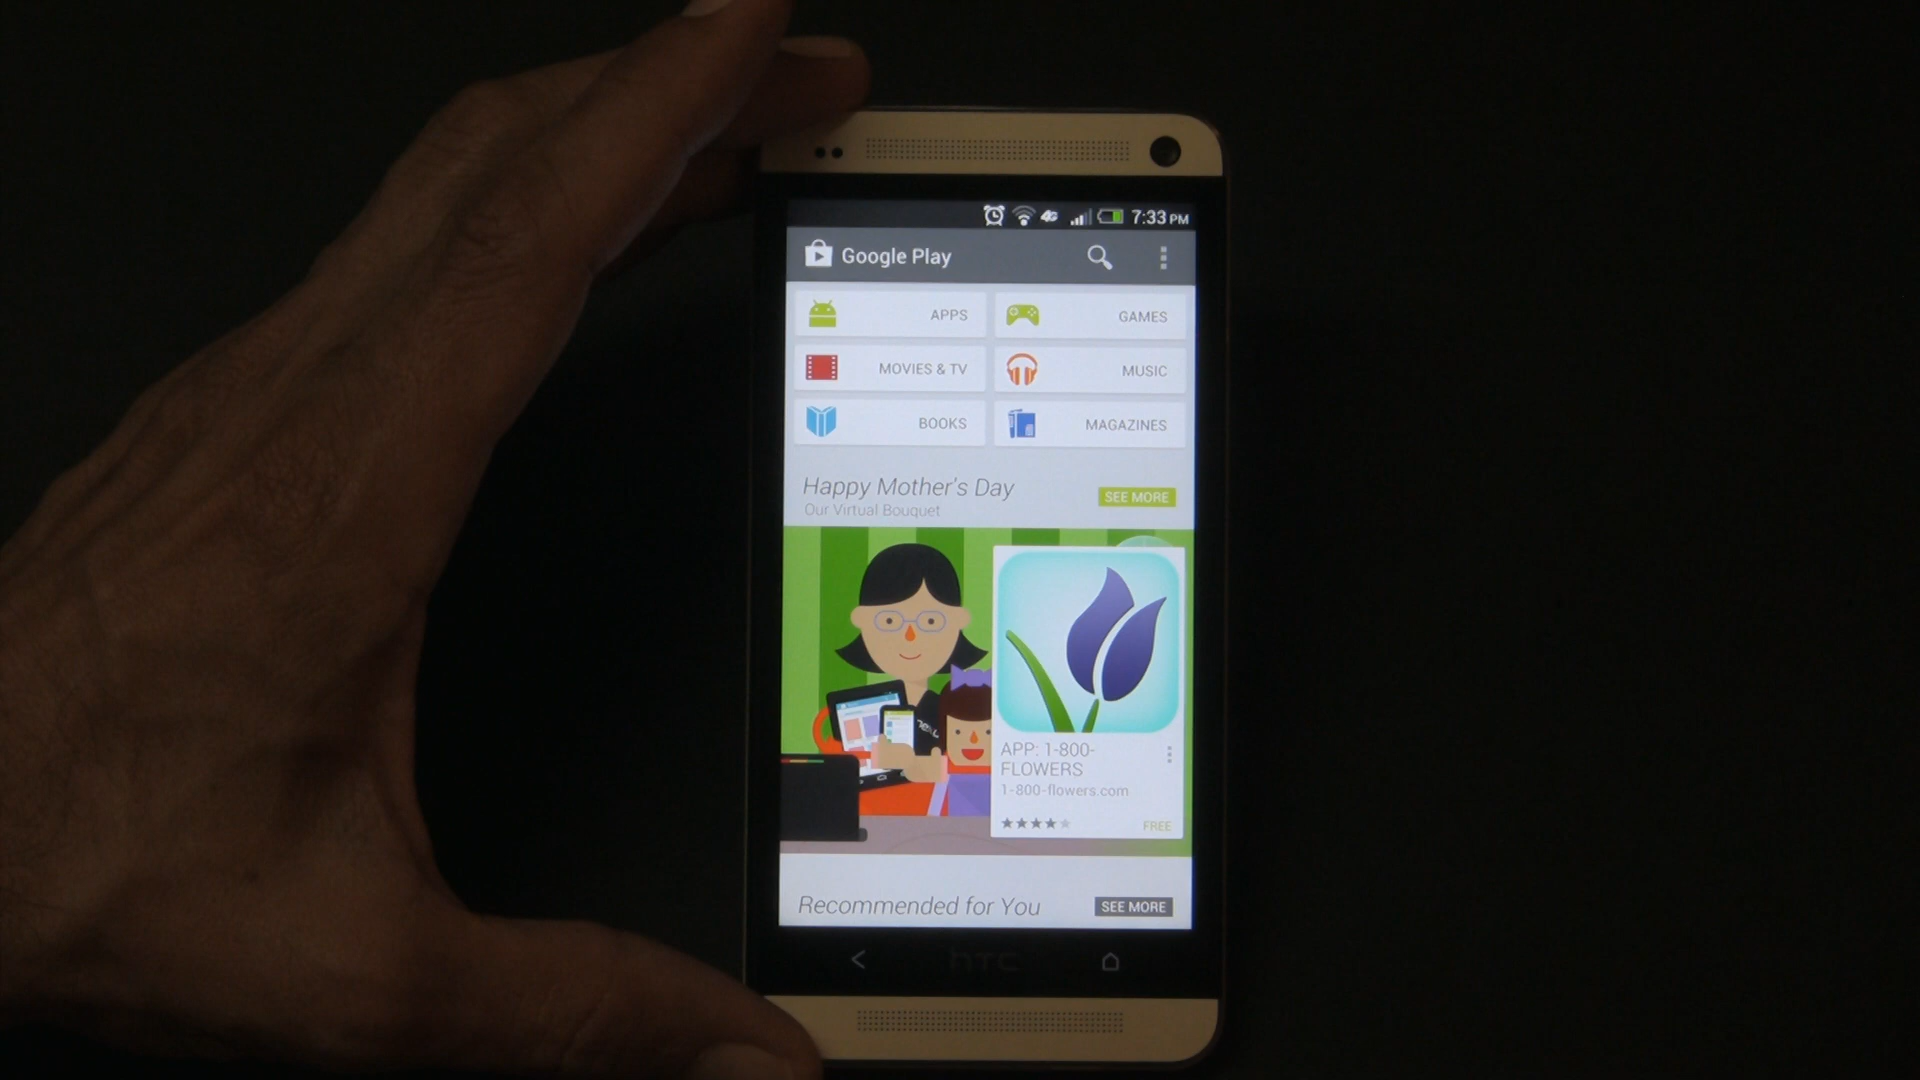 7:33 PM
Google Play
APPS
GAMES
MOVIES & TV
MUSIC
BOOKS
MAGAZINES
Happy Mother's Day
SEE MORE
Our Virtual Bouquet
APP: 1-800-
FLOWERS
1-800-flowers.com
FREE
Recommended for You
SEE MORE
hTC